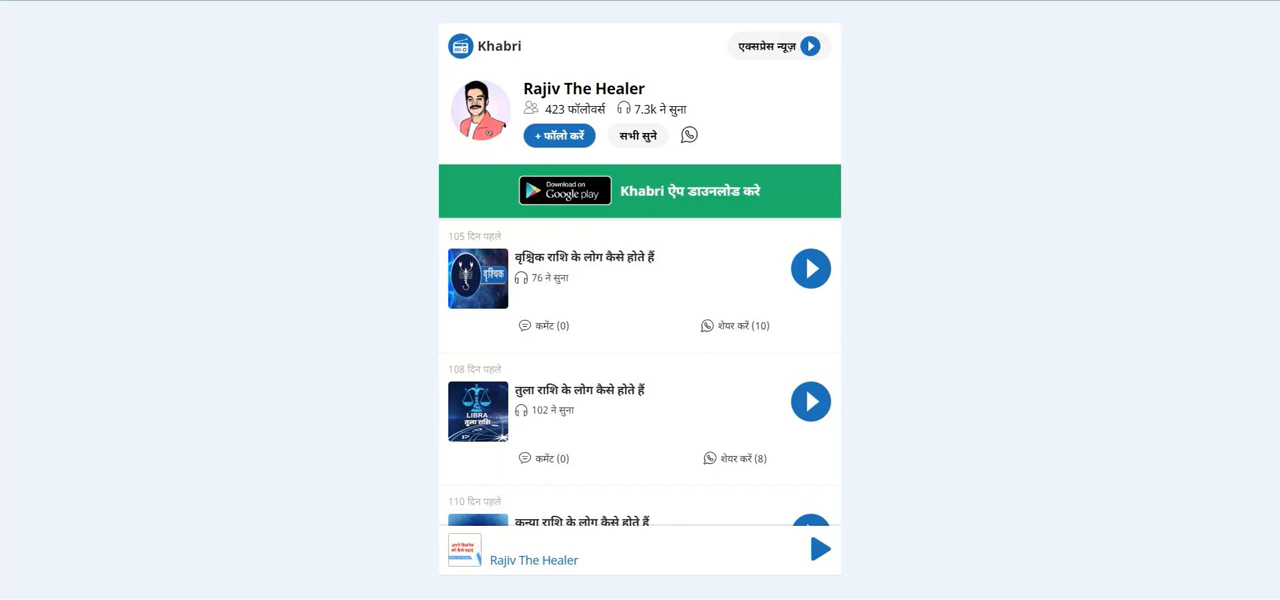 Khabri
एक्सप्रेस न्यूज़
Rajiv The Healer
423 फॉलोवर्स 7.3k ने सुना
+ फॉलो करें सभी सुने
Download on
Google play
Khabri ऐप डाउनलोड करे
105 दिन पहले
वृश्चिक राशि के लोग कैसे होते हैं
वृश्चिक
76 ने सुना
कमेंट (0) शेयर करें (10)
108 दिन पहले
तुला राशि के लोग कैसे होते हैं
102 ने सुना
LIBRA
तुला राशि
कमेंट (0) शेयर करें (8)
110 दिन पहले
कन्या राशि के लोग कैसे होते हैं
Rajiv The Healer